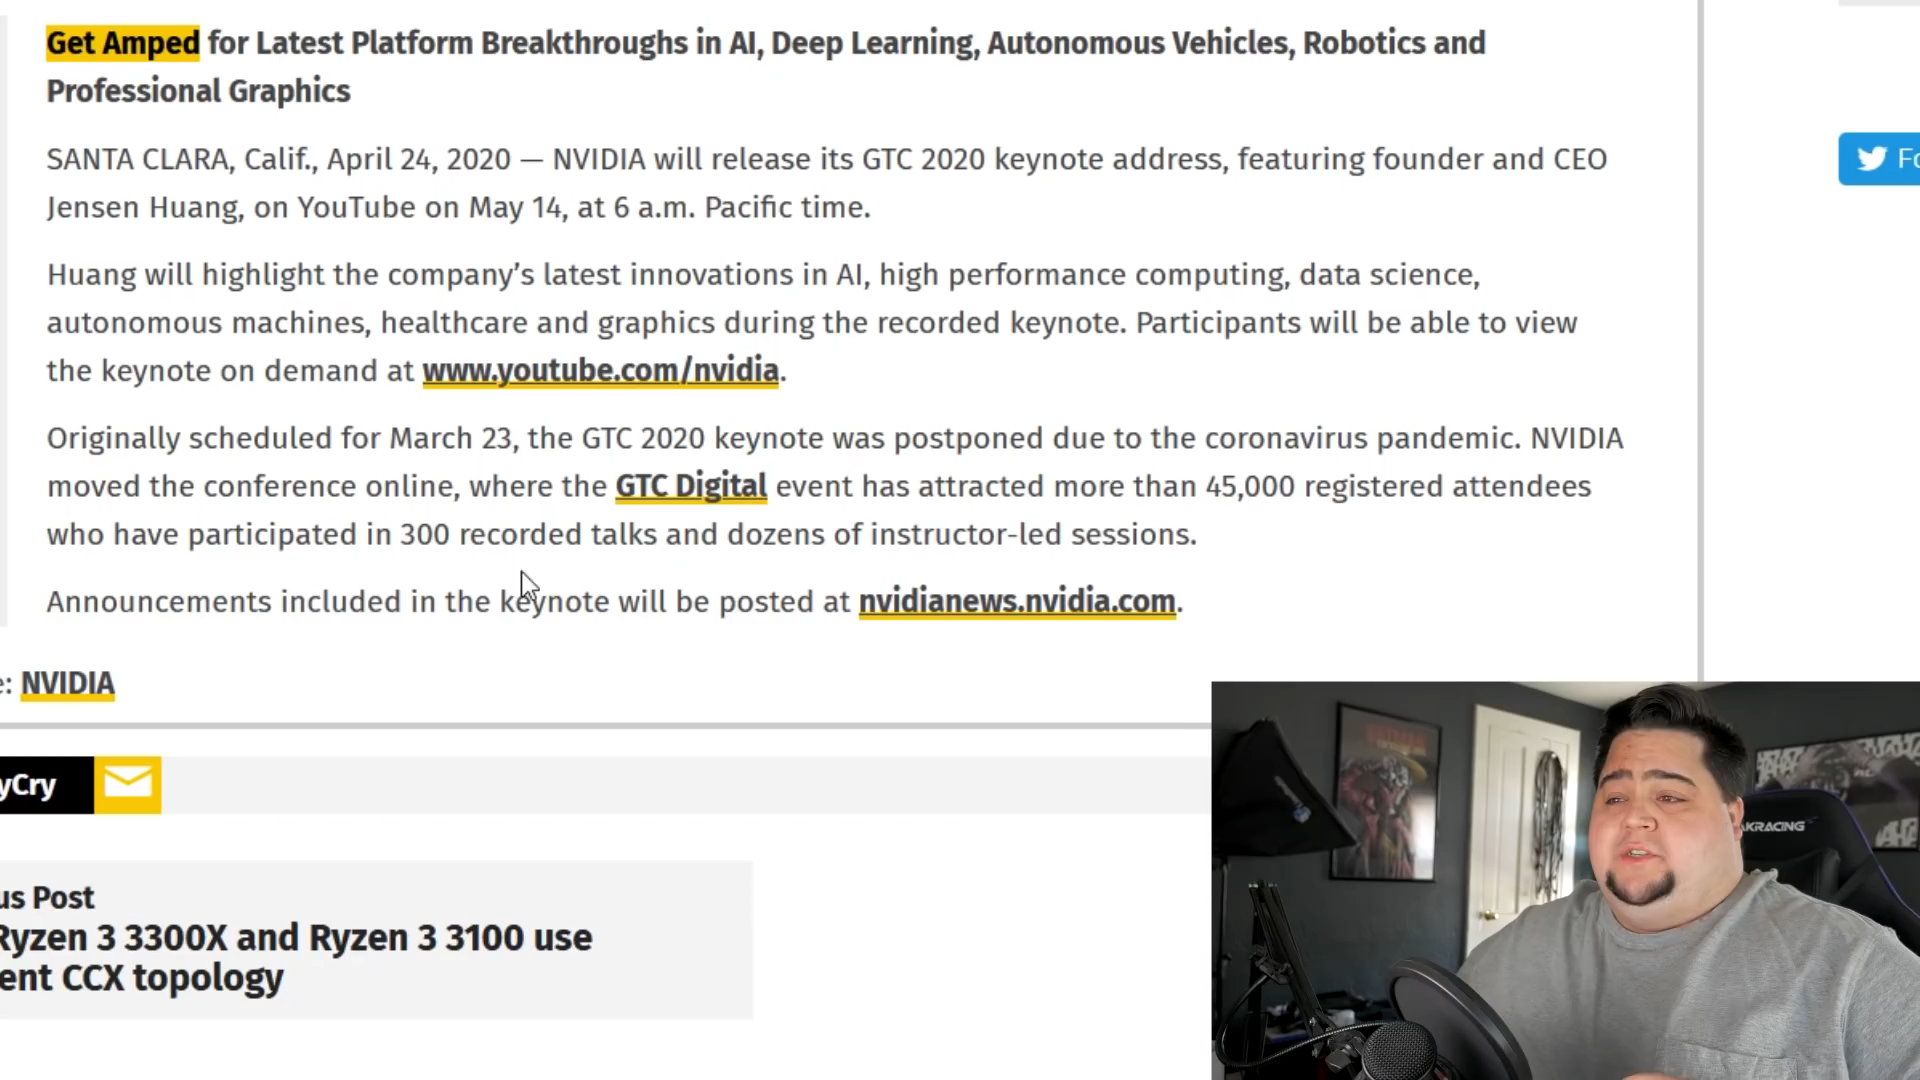 Get Amped for Latest Platform Breakthroughs in AI, Deep Learning, Autonomous Vehicles, Robotics and
Professional Graphics
SANTA CLARA, Calif., April 24, 2020 — NVIDIA will release its GTC 2020 keynote address, featuring founder and CEO
Jensen Huang, on YouTube on May 14, at 6 a.m. Pacific time.
Fo
Huang will highlight the company’s latest innovations in AI, high performance computing, data science,
autonomous machines, healthcare and graphics during the recorded keynote. Participants will be able to view
the keynote on demand at www.youtube.com/nvidia.
Originally scheduled for March 23, the GTC 2020 keynote was postponed due to the coronavirus pandemic. NVIDIA
moved the conference online, where the GTC Digital event has attracted more than 45,000 registered attendees
who have participated in 300 recorded talks and dozens of instructor-led sessions.
Announcements included in the keynote will be posted at nvidianews.nvidia.com.
e: NVIDIA
yCry
us Post
Ryzen 3 3300X and Ryzen 3 3100 use
ent CCX topology
AKRACING